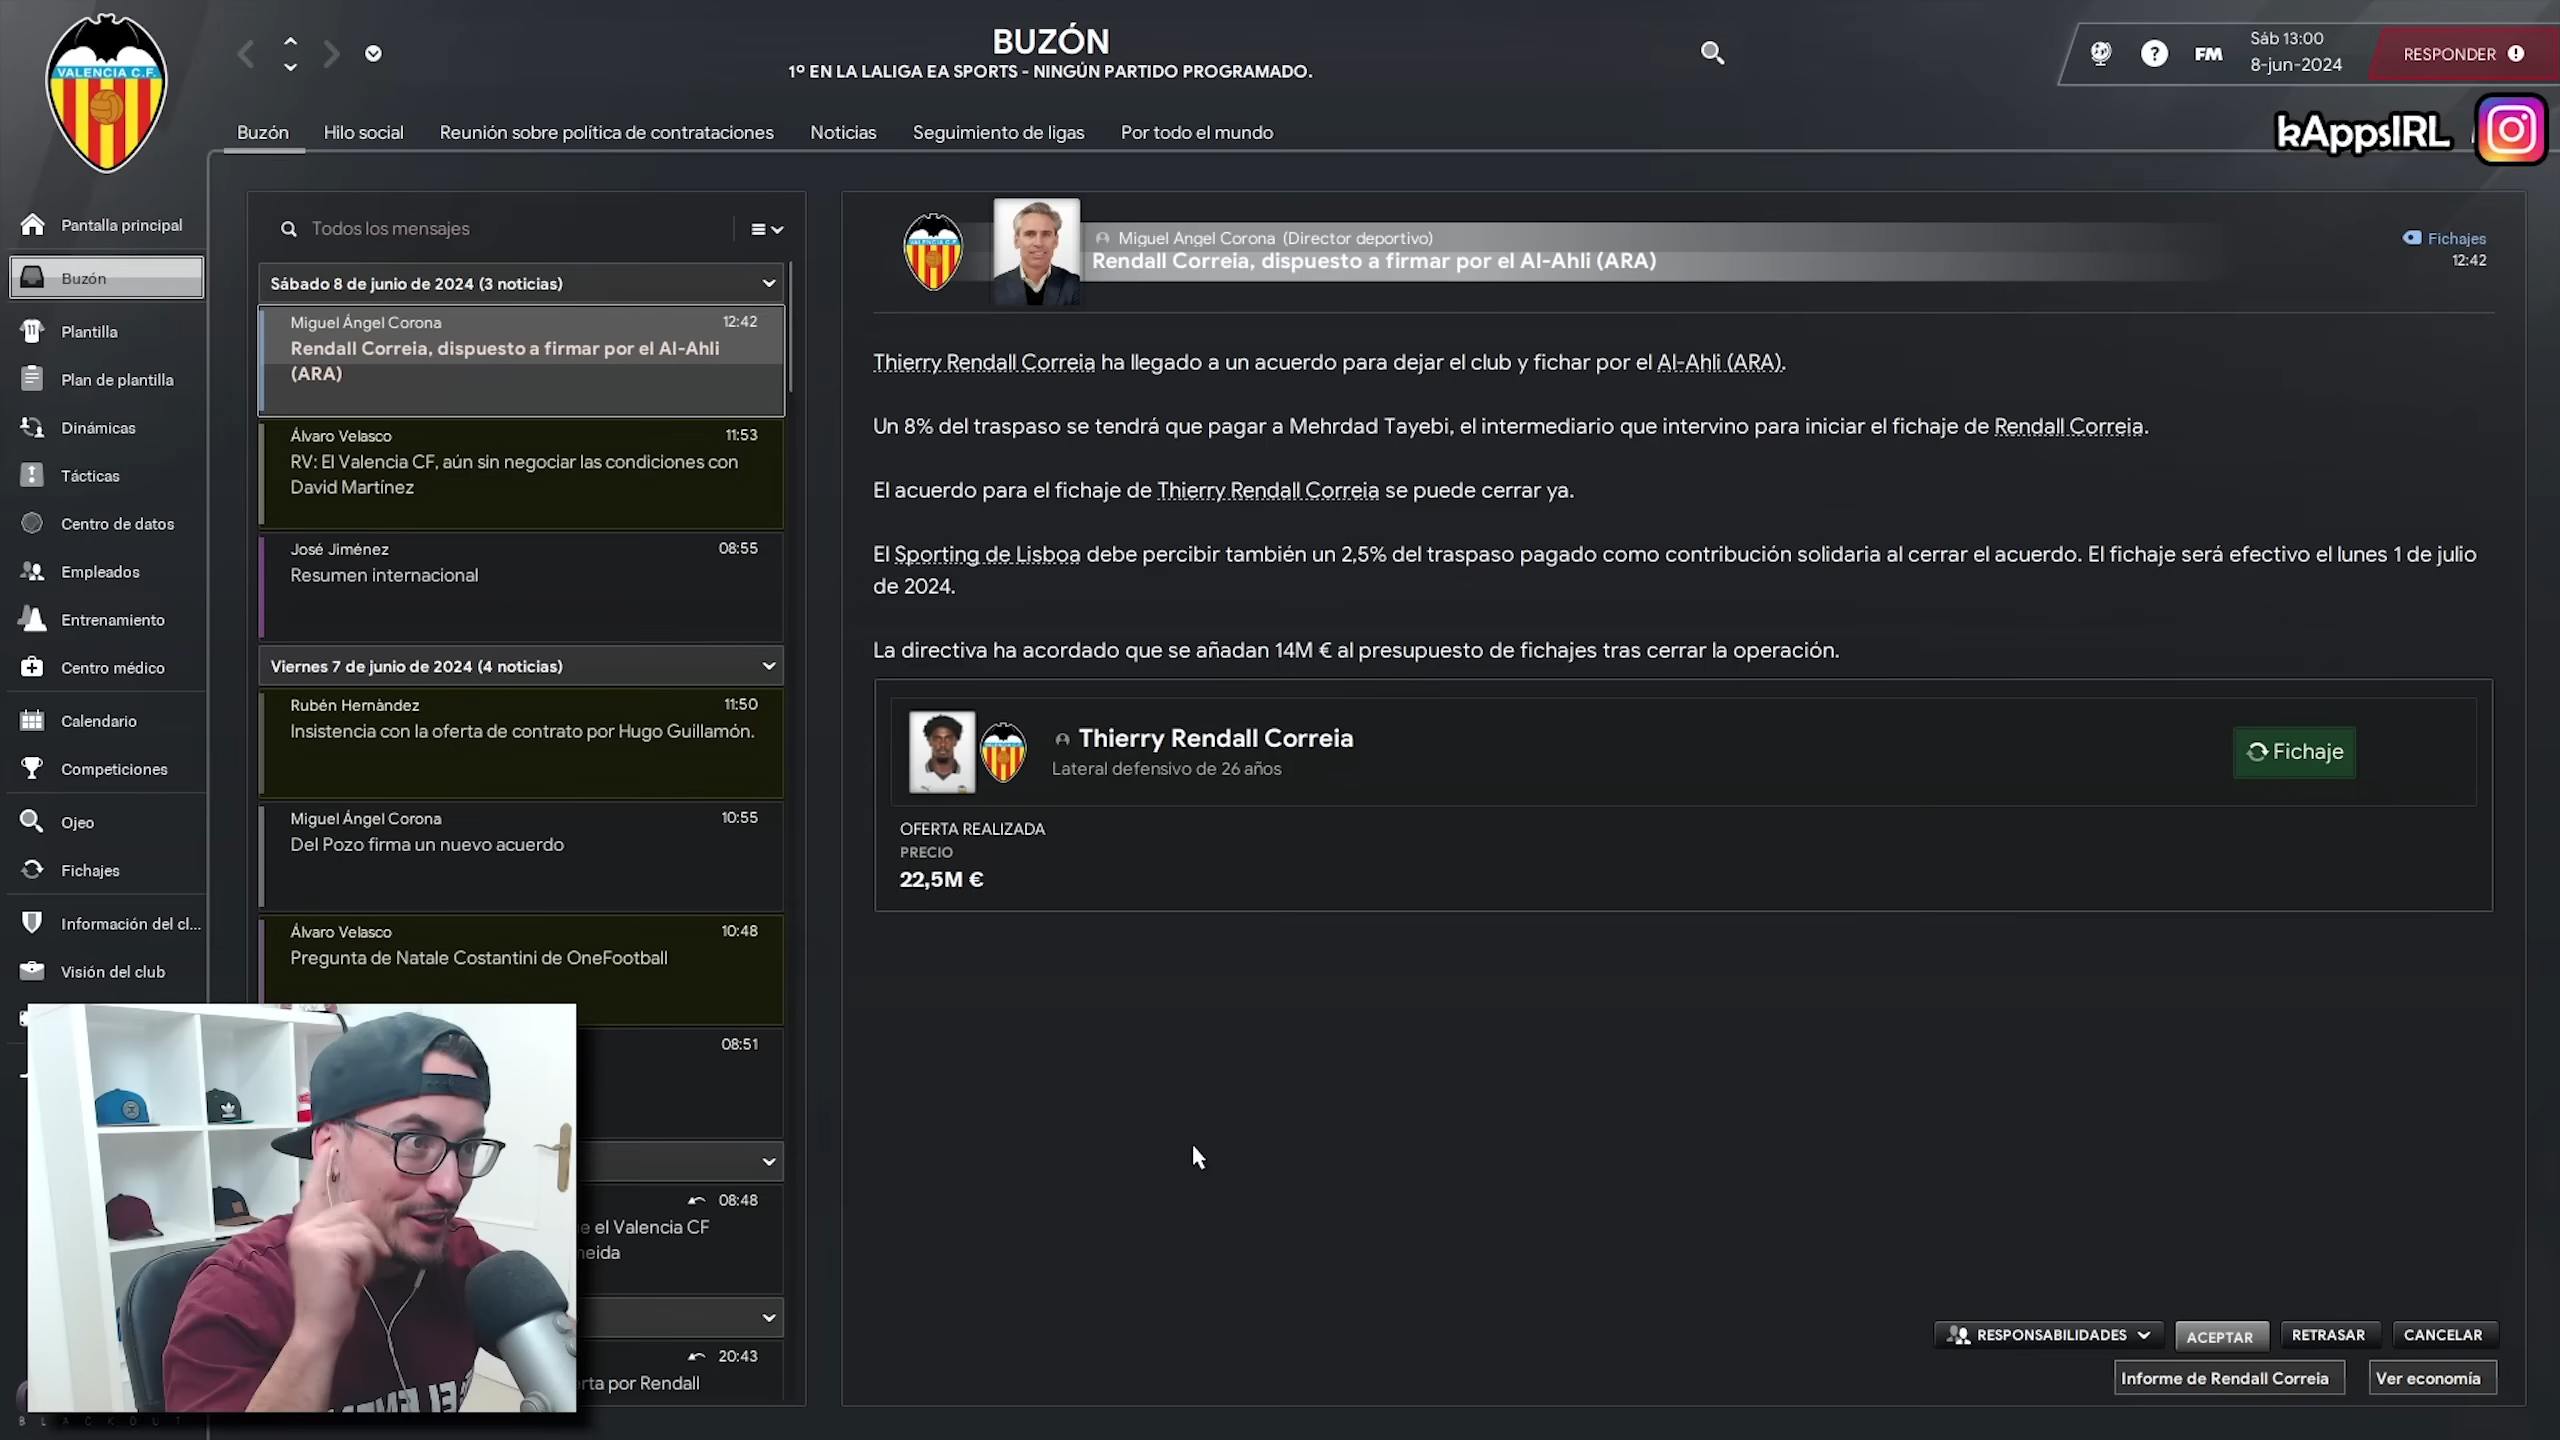 VALENCIA C.F.
BUZÓN
1º EN LA LALIGA EA SPORTS - NINGÚN PARTIDO PROGRAMADO.
FM
Sáb 13:00
8-jun-2024
RESPONDER
kAppsIRL
Buzón
Hilo social
Reunión sobre política de contrataciones
Noticias
Seguimiento de ligas
Por todo el mundo
Pantalla principal
Buzón
Plantilla
Plan de plantilla
Dinámicas
Tácticas
Centro de datos
Empleados
Entrenamiento
Centro médico
Calendario
Competiciones
Ojeo
Fichajes
Información del cl...
Visión del club
BLACKOUT
Todos los mensajes
Sábado 8 de junio de 2024 (3 noticias)
Miguel Ángel Corona 12:42
Rendall Correia, dispuesto a firmar por el Al-Ahli
(ARA)
Álvaro Velasco 11:53
RV: El Valencia CF, aún sin negociar las condiciones con
David Martínez
José Jiménez 08:55
Resumen internacional
Viernes 7 de junio de 2024 (4 noticias)
Rubén Hernàndez 11:50
Insistencia con la oferta de contrato por Hugo Guillamón.
Miguel Ángel Corona 10:55
Del Pozo firma un nuevo acuerdo
Álvaro Velasco 10:48
Pregunta de Natale Costantini de OneFootball
08:51
08:48
e el Valencia CF
neida
20:43
rta por Rendall
Miguel Angel Corona (Director deportivo)
Rendall Correia, dispuesto a firmar por el Al-Ahli (ARA)
Fichajes
12:42
Thierry Rendall Correia ha llegado a un acuerdo para dejar el club y fichar por el Al-Ahli (ARA).
Un 8% del traspaso se tendrá que pagar a Mehrdad Tayebi, el intermediario que intervino para iniciar el fichaje de Rendall Correia.
El acuerdo para el fichaje de Thierry Rendall Correia se puede cerrar ya.
El Sporting de Lisboa debe percibir también un 2,5% del traspaso pagado como contribución solidaria al cerrar el acuerdo. El fichaje será efectivo el lunes 1 de julio
de 2024.
La directiva ha acordado que se añadan 14M € al presupuesto de fichajes tras cerrar la operación.
Thierry Rendall Correia
Lateral defensivo de 26 años
Fichaje
OFERTA REALIZADA
PRECIO
22,5M €
RESPONSABILIDADES
ACEPTAR
RETRASAR
CANCELAR
Informe de Rendall Correia
Ver economía